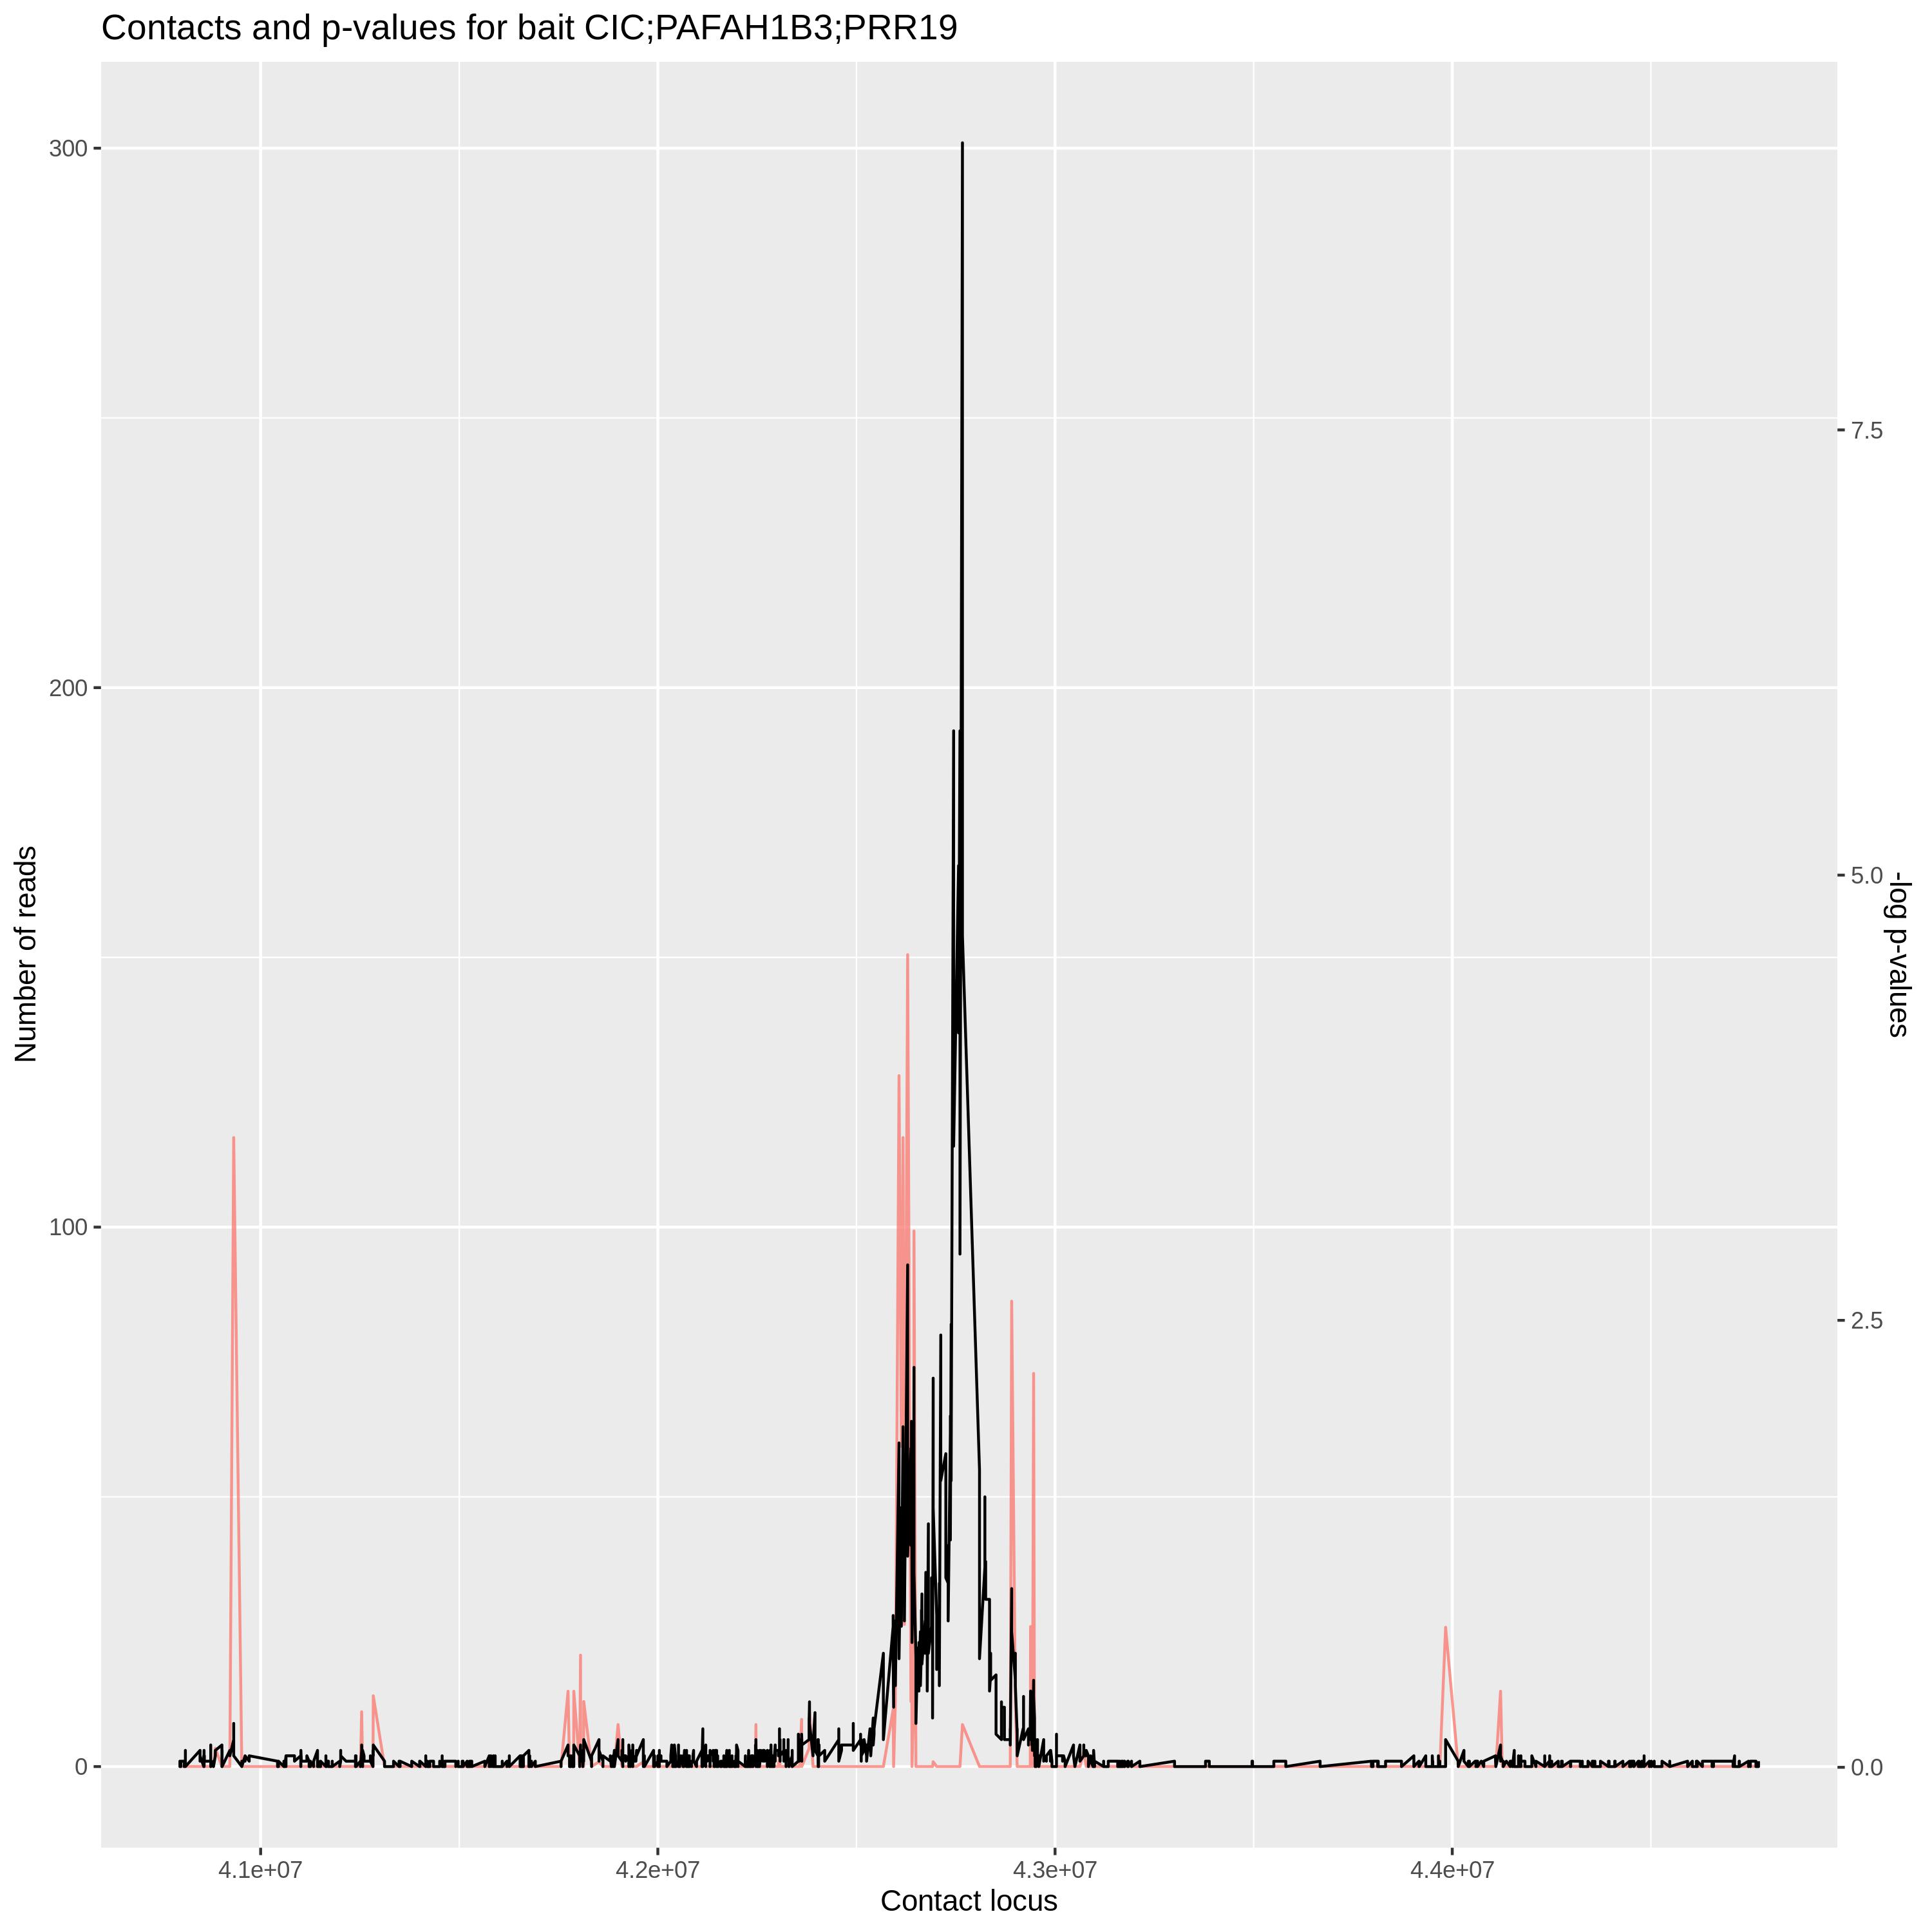 Contacts and p-values for bait CIC;PAFAH1B3;PRR19
300
200
100
0
Number of reads
7.5
5.0
2.5
0.0
-log p-values
4.1e+07
4.2e+07
4.3e+07
4.4e+07
Contact locus